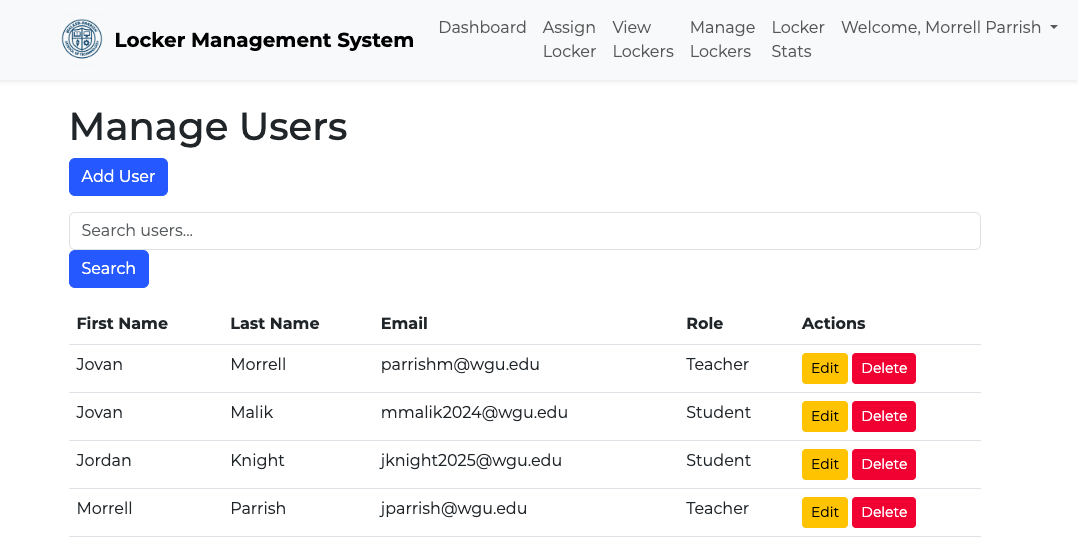 Locker Management System
Dashboard
Assign
Locker
View
Lockers
Manage
Lockers
Locker
Stats
Welcome, Morrell Parrish
Manage Users
Add User
Search users...
Search
First Name Last Name Email Role Actions
Jovan Morrell parrishm@wgu.edu Teacher Edit Delete
Jovan Malik mmalik2024@wgu.edu Student Edit Delete
Jordan Knight jknight2025@wgu.edu Student Edit Delete
Morrell Parrish jparrish@wgu.edu Teacher Edit Delete